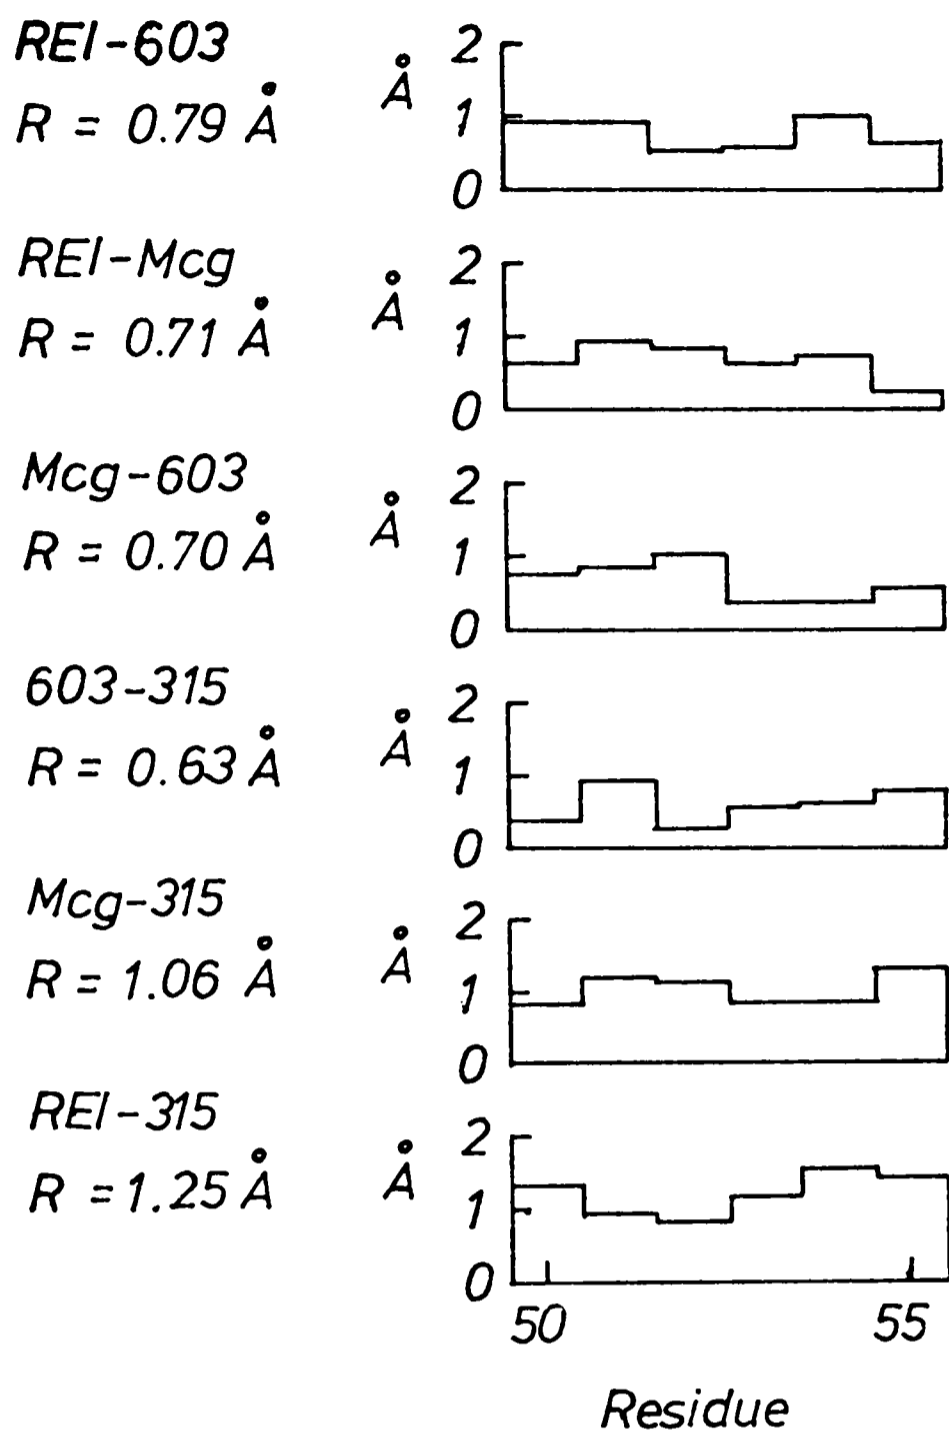 REI-603
R = 0.79 Å
Å
2
1
0
REI-Mcg
R = 0.71 Å
Å
2
1
0
Mcg-603
R = 0.70 Å
Å
2
1
0
603-315
R = 0.63 Å
Å
2
1
0
Mcg-315
R = 1.06 Å
Å
2
1
0
REI-315
R = 1.25 Å
Å
2
1
0
50 55
Residue